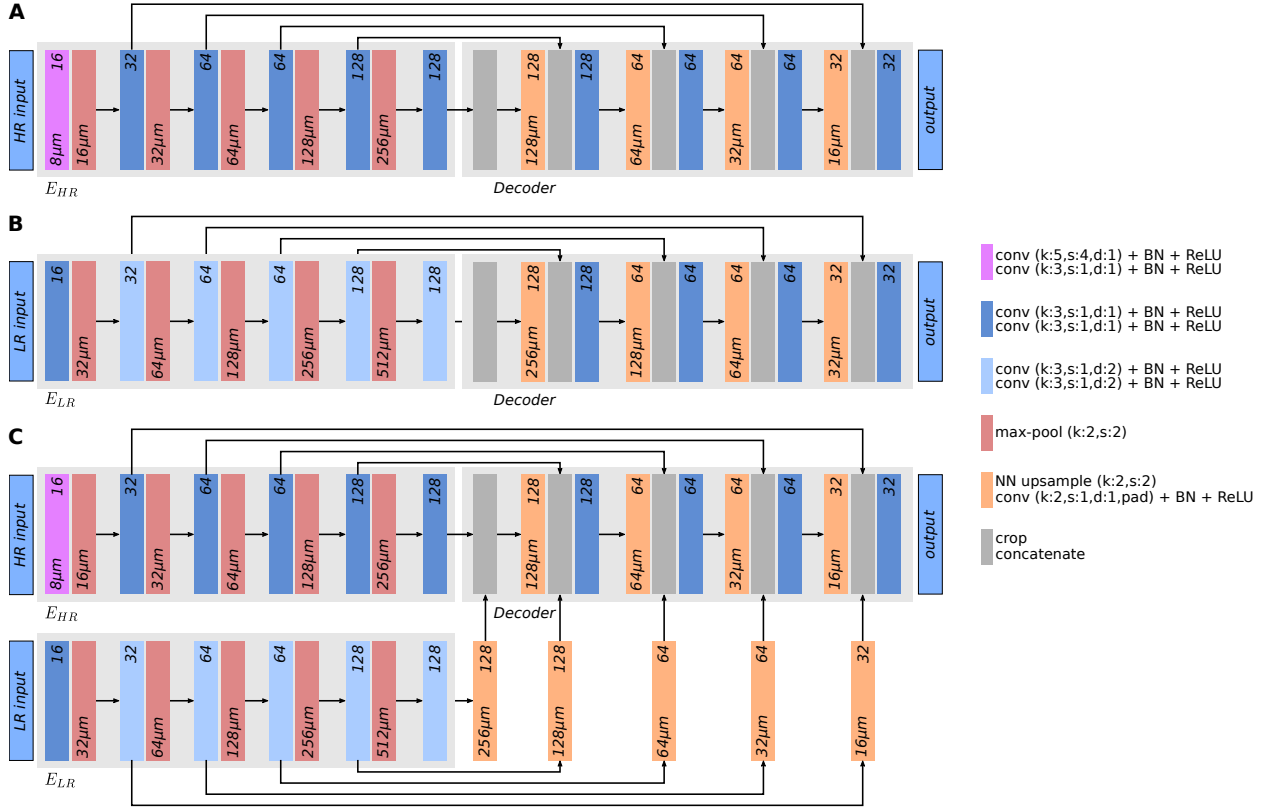 A
HR input
16
8µm
16µm
32
32µm
64
64µm
64
128µm
128
256µm
128
128
128µm
128
64
64µm
64
64
32µm
64
32
16µm
32
output
E_HR
Decoder
B
LR input
16
32µm
32
64µm
64
128µm
64
256µm
128
512µm
128
128
256µm
128
64
128µm
64
64
64µm
64
32
32µm
32
output
E_LR
Decoder
conv (k:5,s:4,d:1) + BN + ReLU
conv (k:3,s:1,d:1) + BN + ReLU
conv (k:3,s:1,d:1) + BN + ReLU
conv (k:3,s:1,d:1) + BN + ReLU
conv (k:3,s:1,d:2) + BN + ReLU
conv (k:3,s:1,d:2) + BN + ReLU
max-pool (k:2,s:2)
NN upsample (k:2,s:2)
conv (k:2,s:1,d:1,pad) + BN + ReLU
crop
concatenate
C
HR input
16
8µm
16µm
32
32µm
64
64µm
64
128µm
128
256µm
128
128
128µm
128
64
64µm
64
64
32µm
64
32
16µm
32
output
E_HR
Decoder
LR input
16
32µm
32
64µm
64
128µm
64
256µm
128
512µm
128
128
256µm
128
128µm
64
64µm
64
32µm
32
16µm
E_LR